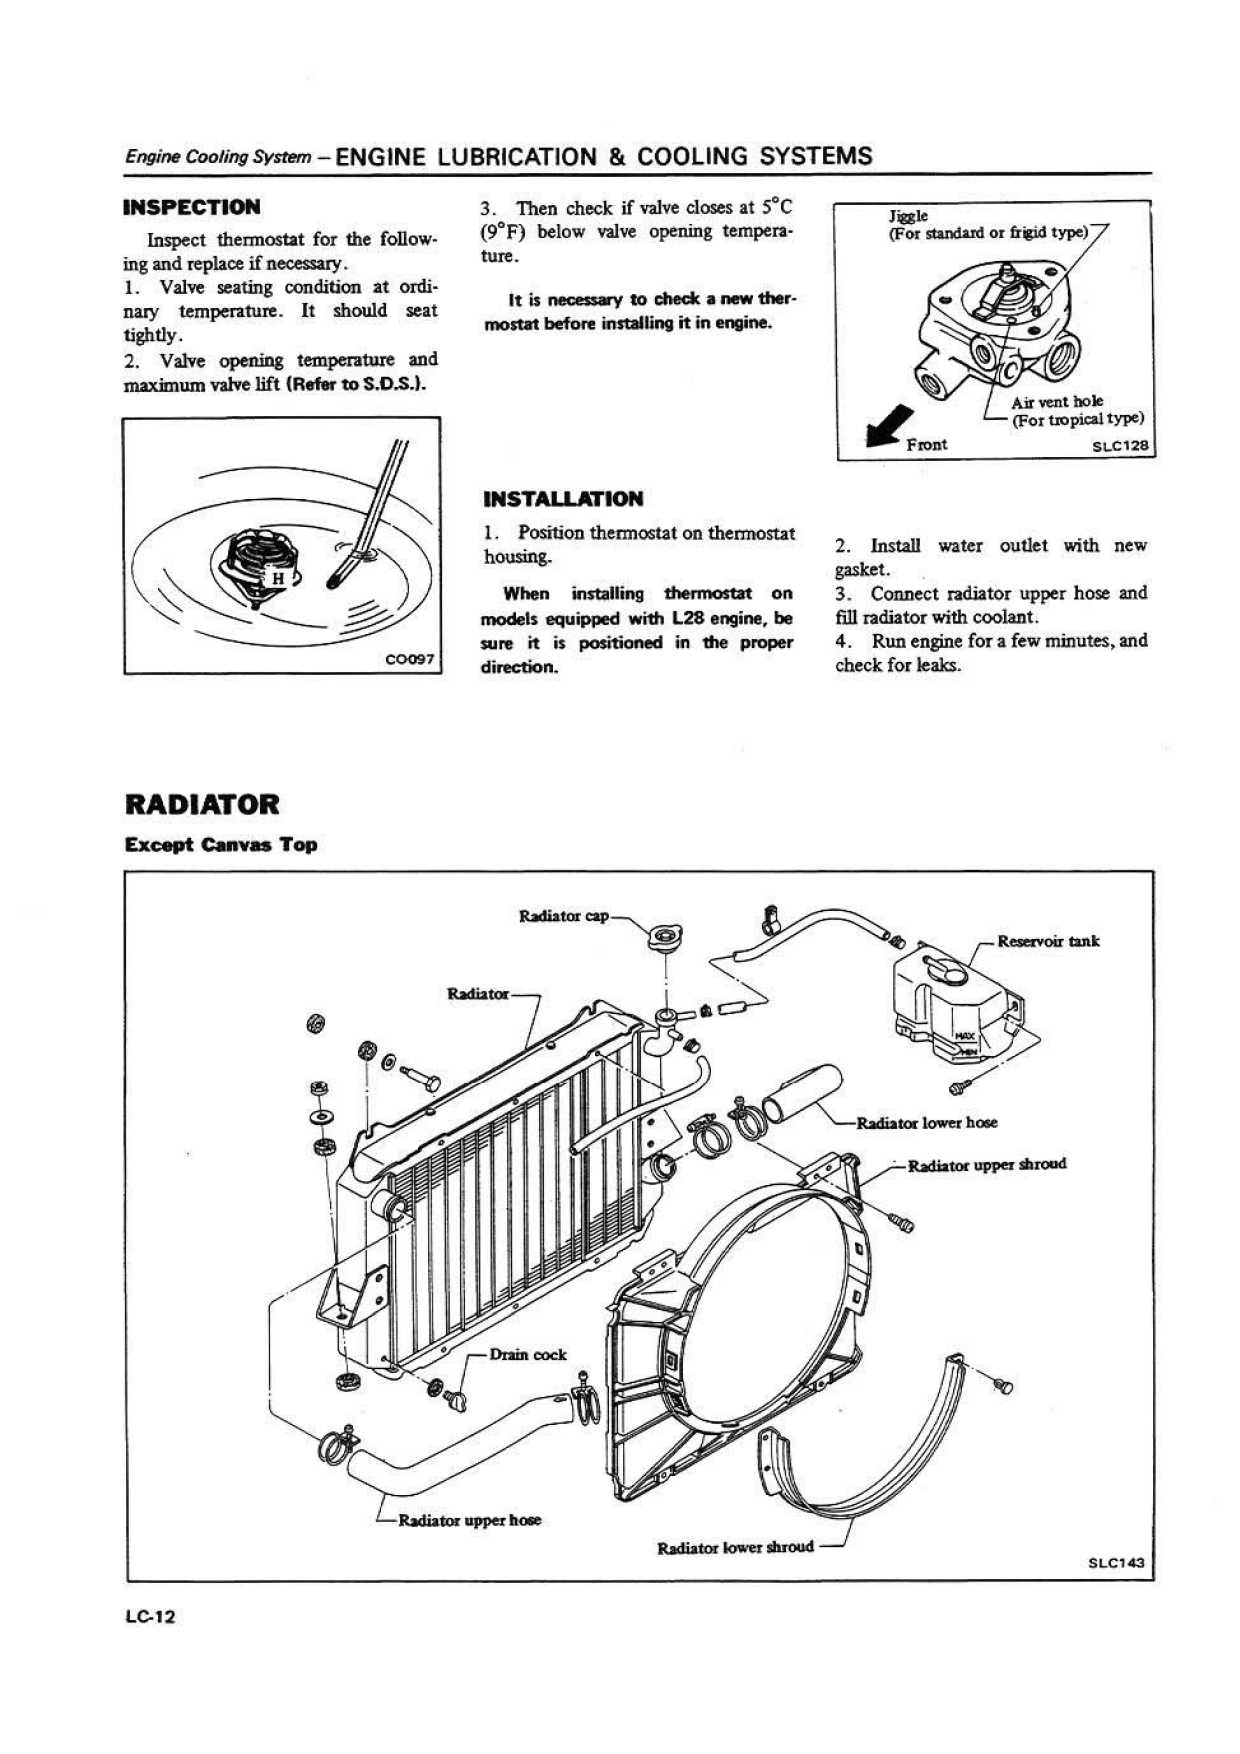 Engine Cooling System – ENGINE LUBRICATION & COOLING SYSTEMS
INSPECTION
Inspect thermostat for the follow-
ing and replace if necessary.
1. Valve seating condition at ordi-
nary temperature. It should seat
tightly.
2. Valve opening temperature and
maximum valve lift (Refer to S.D.S.).
H
CO097
3. Then check if valve closes at 5°C
(9°F) below valve opening tempera-
ture.
It is necessary to check a new ther-
mostat before installing it in engine.
INSTALLATION
1. Position thermostat on thermostat
housing.
When installing thermostat on
models equipped with L28 engine, be
sure it is positioned in the proper
direction.
Jiggle
(For standard or frigid type)
Air vent hole
(For tropical type)
Front
SLC128
2. Install water outlet with new
gasket.
3. Connect radiator upper hose and
fill radiator with coolant.
4. Run engine for a few minutes, and
check for leaks.
RADIATOR
Except Canvas Top
Radiator cap
Reservoir tank
Radiator
MAX
MIN
Radiator lower hose
Radiator upper shroud
Drain cock
Radiator upper hose
Radiator lower shroud
SLC143
LC-12